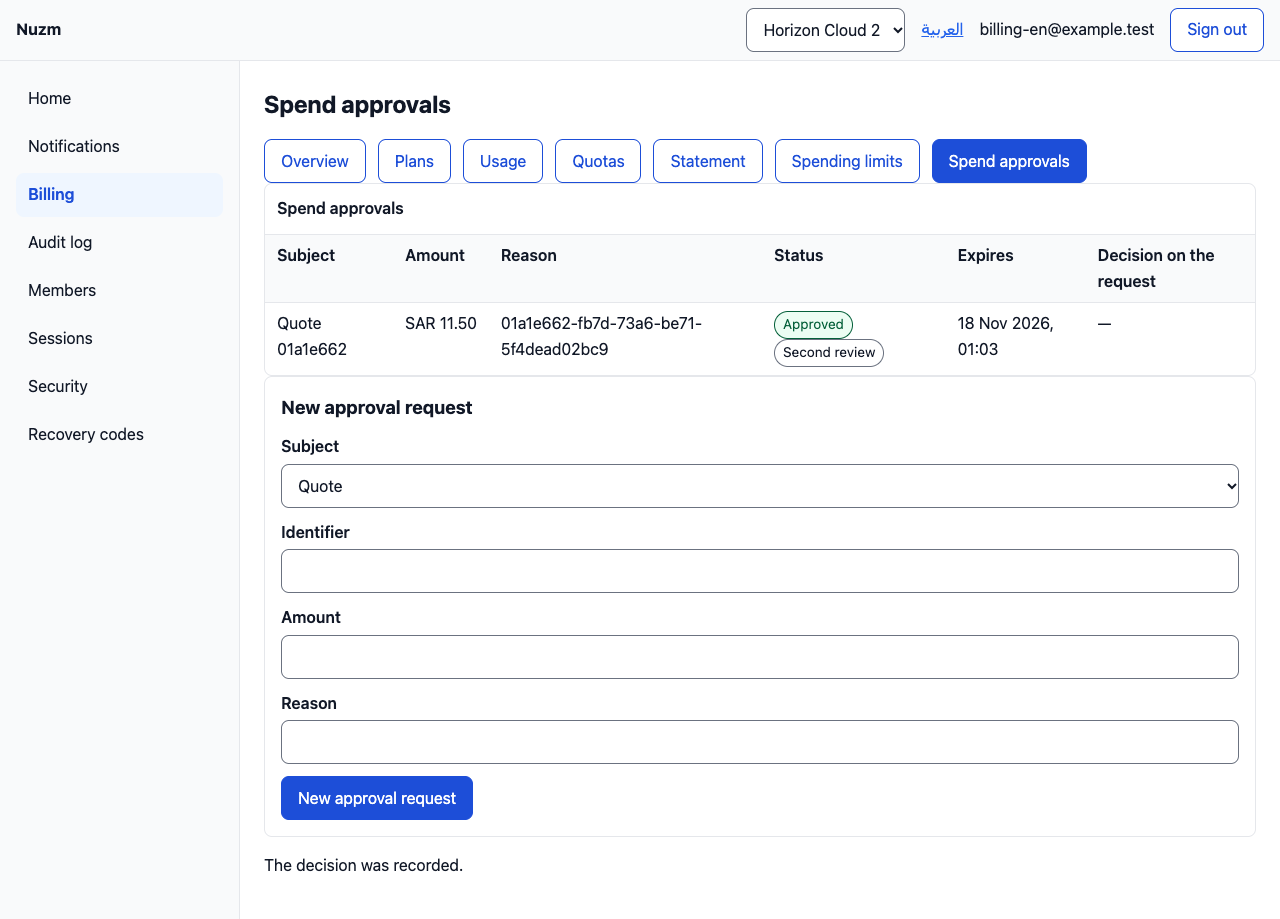 Nuzm
Horizon Cloud 2
العربية
billing-en@example.test
Sign out
Home
Notifications
Billing
Audit log
Members
Sessions
Security
Recovery codes
Spend approvals
Overview
Plans
Usage
Quotas
Statement
Spending limits
Spend approvals
Spend approvals
Subject
Amount
Reason
Status
Expires
Decision on the
request
Quote
01a1e662
SAR 11.50
01a1e662-fb7d-73a6-be71-
5f4dead02bc9
Approved
Second review
18 Nov 2026,
01:03
—
New approval request
Subject
Quote
Identifier
Amount
Reason
New approval request
The decision was recorded.